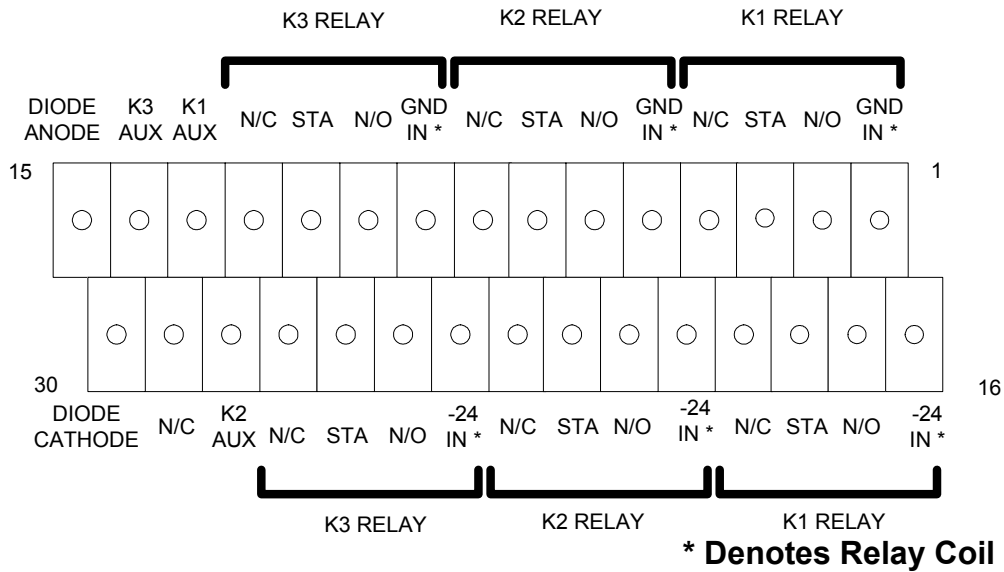 K3 RELAY K2 RELAY K1 RELAY
DIODE ANODE K3 AUX K1 AUX N/C STA N/O GND IN * N/C STA N/O GND IN * N/C STA N/O GND IN *
15 1
30 16
DIODE CATHODE N/C K2 AUX N/C STA N/O -24 IN * N/C STA N/O -24 IN * N/C STA N/O -24 IN *
K3 RELAY K2 RELAY K1 RELAY
* Denotes Relay Coil